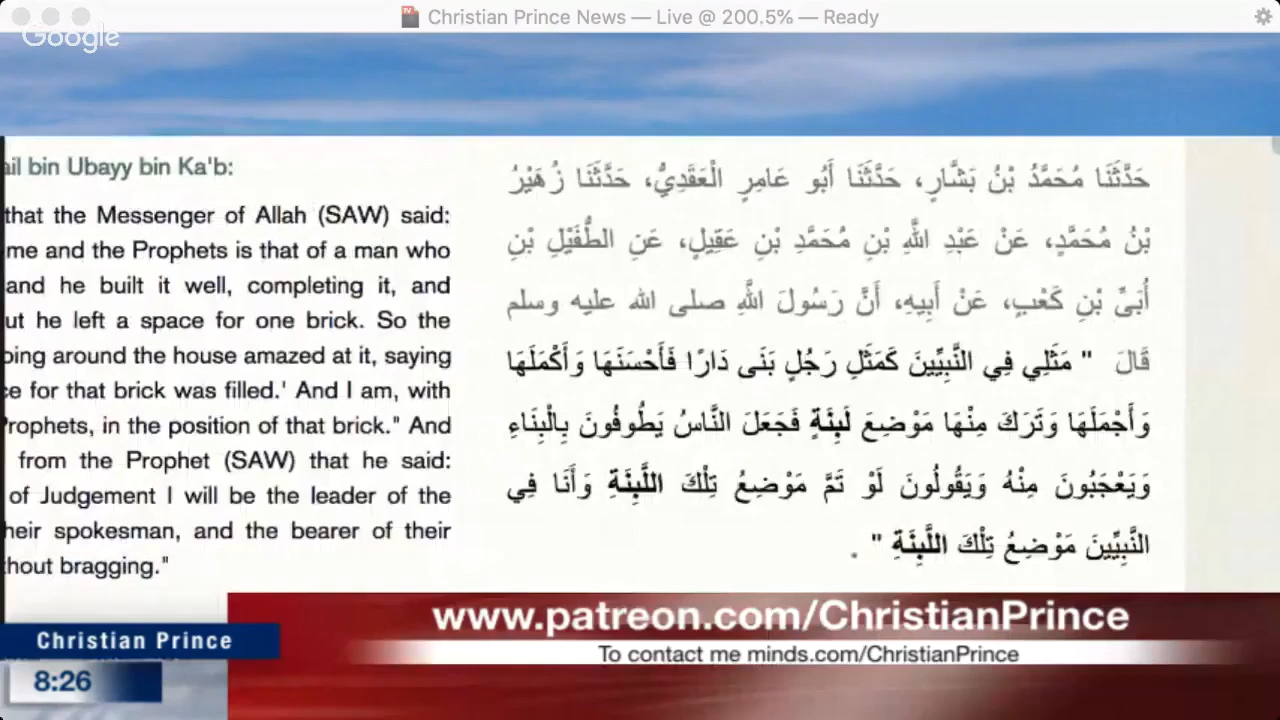 Christian Prince News — Live @ 200.5% — Ready
Google
ail bin Ubayy bin Ka'b:
that the Messenger of Allah (SAW) said:
me and the Prophets is that of a man who
and he built it well, completing it, and
ut he left a space for one brick. So the
oing around the house amazed at it, saying
ce for that brick was filled.' And I am, with
Prophets, in the position of that brick." And
from the Prophet (SAW) that he said:
of Judgement I will be the leader of the
heir spokesman, and the bearer of their
thout bragging."
حَدَّثَنَا مُحَمَّدُ بْنُ بَشَّارٍ، حَدَّثَنَا أَبُو عَامِرٍ الْعَقَدِيُّ، حَدَّثَنَا زُهَيْرُ
بْنُ مُحَمَّدٍ، عَنْ عَبْدِ اللَّهِ بْنِ مُحَمَّدِ بْنِ عَقِيلٍ، عَنِ الطُّفَيْلِ بْنِ
أُبَىِّ بْنِ كَعْبٍ، عَنْ أَبِيهِ، أَنَّ رَسُولَ اللَّهِ صلى الله عليه وسلم
قَالَ " مَثَلِي فِي النَّبِيِّينَ كَمَثَلِ رَجُلٍ بَنَى دَارًا فَأَحْسَنَهَا وَأَكْمَلَهَا
وَأَجْمَلَهَا وَتَرَكَ مِنْهَا مَوْضِعَ لَبِنَةٍ فَجَعَلَ النَّاسُ يَطُوفُونَ بِالْبِنَاءِ
وَيَعْجَبُونَ مِنْهُ وَيَقُولُونَ لَوْ تَمَّ مَوْضِعُ تِلْكَ اللَّبِنَةِ وَأَنَا فِي
النَّبِيِّينَ مَوْضِعُ تِلْكَ اللَّبِنَةِ " .
www.patreon.com/ChristianPrince
To contact me minds.com/ChristianPrince
Christian Prince
8:26